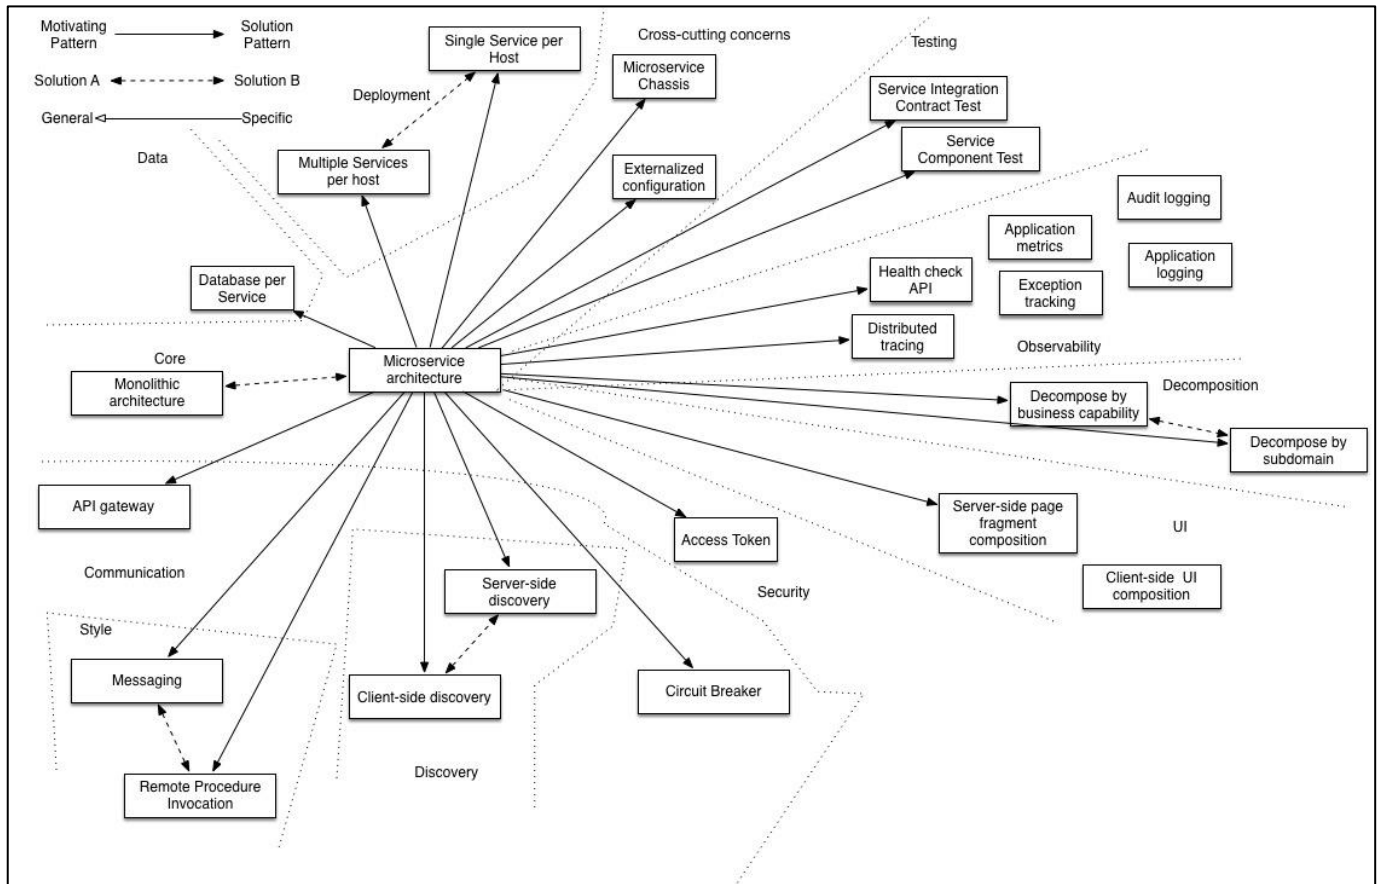 Motivating
Pattern
Solution
Pattern
Solution A
Solution B
General
Specific
Data
Deployment
Single Service per
Host
Multiple Services
per host
Cross-cutting concerns
Microservice
Chassis
Externalized
configuration
Testing
Service Integration
Contract Test
Service
Component Test
Audit logging
Application
metrics
Application
logging
Health check
API
Exception
tracking
Distributed
tracing
Observability
Database per
Service
Core
Monolithic
architecture
Microservice
architecture
Decomposition
Decompose by
business capability
Decompose by
subdomain
API gateway
Communication
Access Token
Server-side page
fragment
composition
UI
Client-side UI
composition
Security
Server-side
discovery
Client-side discovery
Discovery
Circuit Breaker
Style
Messaging
Remote Procedure
Invocation